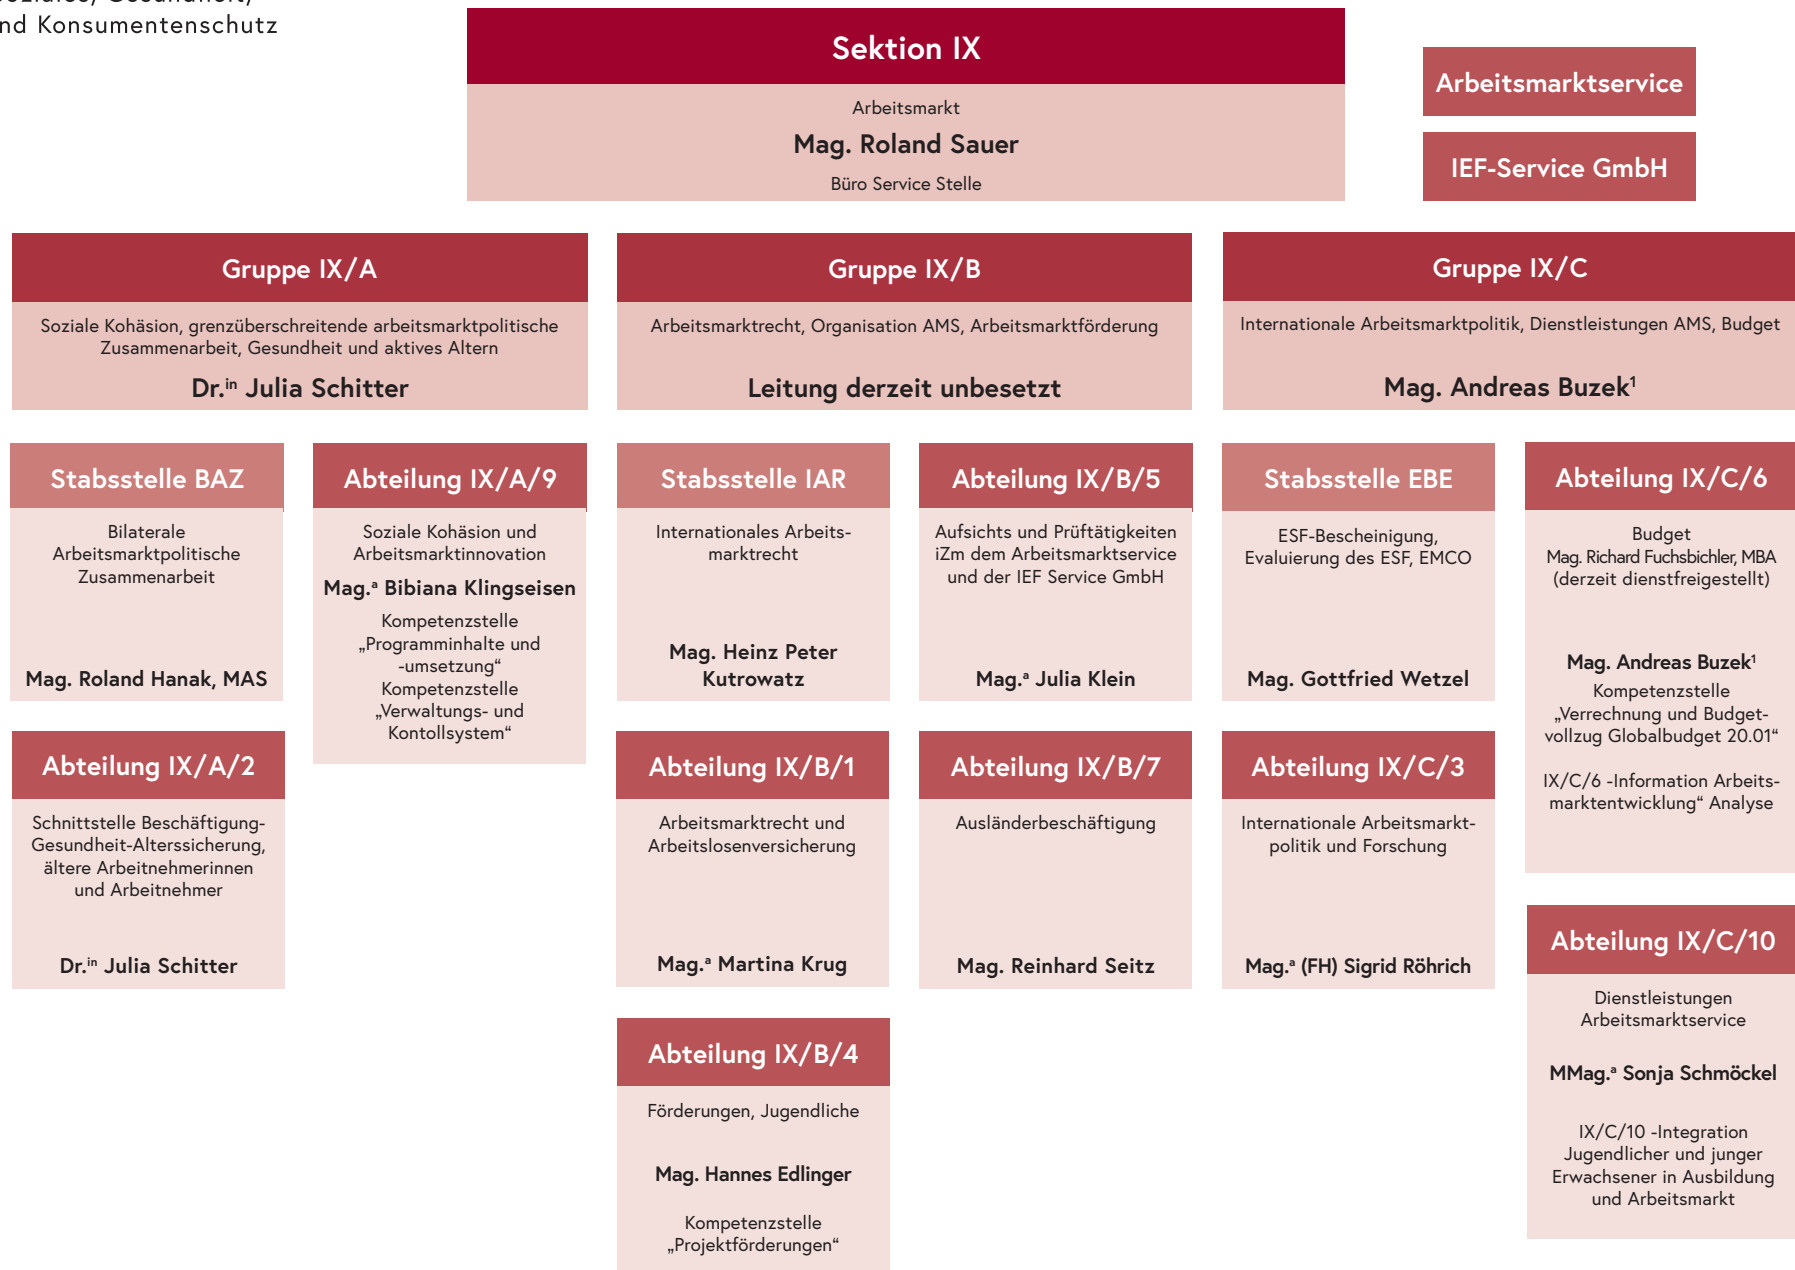 nd Konsumentenschutz
Sektion IX
Arbeitsmarkt
Mag. Roland Sauer
Büro Service Stelle
Arbeitsmarktservice
IEF-Service GmbH
Gruppe IX/A
Soziale Kohäsion, grenzüberschreitende arbeitsmarktpolitische
Zusammenarbeit, Gesundheit und aktives Altern
Dr.ⁱⁿ Julia Schitter
Gruppe IX/B
Arbeitsmarktrecht, Organisation AMS, Arbeitsmarktförderung
Leitung derzeit unbesetzt
Gruppe IX/C
Internationale Arbeitsmarktpolitik, Dienstleistungen AMS, Budget
Mag. Andreas Buzek¹
Stabsstelle BAZ
Bilaterale
Arbeitsmarktpolitische
Zusammenarbeit
Mag. Roland Hanak, MAS
Abteilung IX/A/9
Soziale Kohäsion und
Arbeitsmarktinnovation
Mag.ᵃ Bibiana Klingseisen
Kompetenzstelle
„Programminhalte und
-umsetzung“
Kompetenzstelle
„Verwaltungs- und
Kontollsystem“
Stabsstelle IAR
Internationales Arbeits-
marktrecht
Mag. Heinz Peter
Kutrowatz
Abteilung IX/B/5
Aufsichts und Prüftätigkeiten
iZm dem Arbeitsmarktservice
und der IEF Service GmbH
Mag.ᵃ Julia Klein
Stabsstelle EBE
ESF-Bescheinigung,
Evaluierung des ESF, EMCO
Mag. Gottfried Wetzel
Abteilung IX/C/6
Budget
Mag. Richard Fuchsbichler, MBA
(derzeit dienstfreigestellt)
Mag. Andreas Buzek¹
Kompetenzstelle
„Verrechnung und Budget-
vollzug Globalbudget 20.01“
IX/C/6 -Information Arbeits-
marktentwicklung“ Analyse
Abteilung IX/A/2
Schnittstelle Beschäftigung-
Gesundheit-Alterssicherung,
ältere Arbeitnehmerinnen
und Arbeitnehmer
Dr.ⁱⁿ Julia Schitter
Abteilung IX/B/1
Arbeitsmarktrecht und
Arbeitslosenversicherung
Mag.ᵃ Martina Krug
Abteilung IX/B/7
Ausländerbeschäftigung
Mag. Reinhard Seitz
Abteilung IX/C/3
Internationale Arbeitsmarkt-
politik und Forschung
Mag.ᵃ (FH) Sigrid Röhrich
Abteilung IX/C/10
Dienstleistungen
Arbeitsmarktservice
MMag.ᵃ Sonja Schmöckel
IX/C/10 -Integration
Jugendlicher und junger
Erwachsener in Ausbildung
und Arbeitsmarkt
Abteilung IX/B/4
Förderungen, Jugendliche
Mag. Hannes Edlinger
Kompetenzstelle
„Projektförderungen“